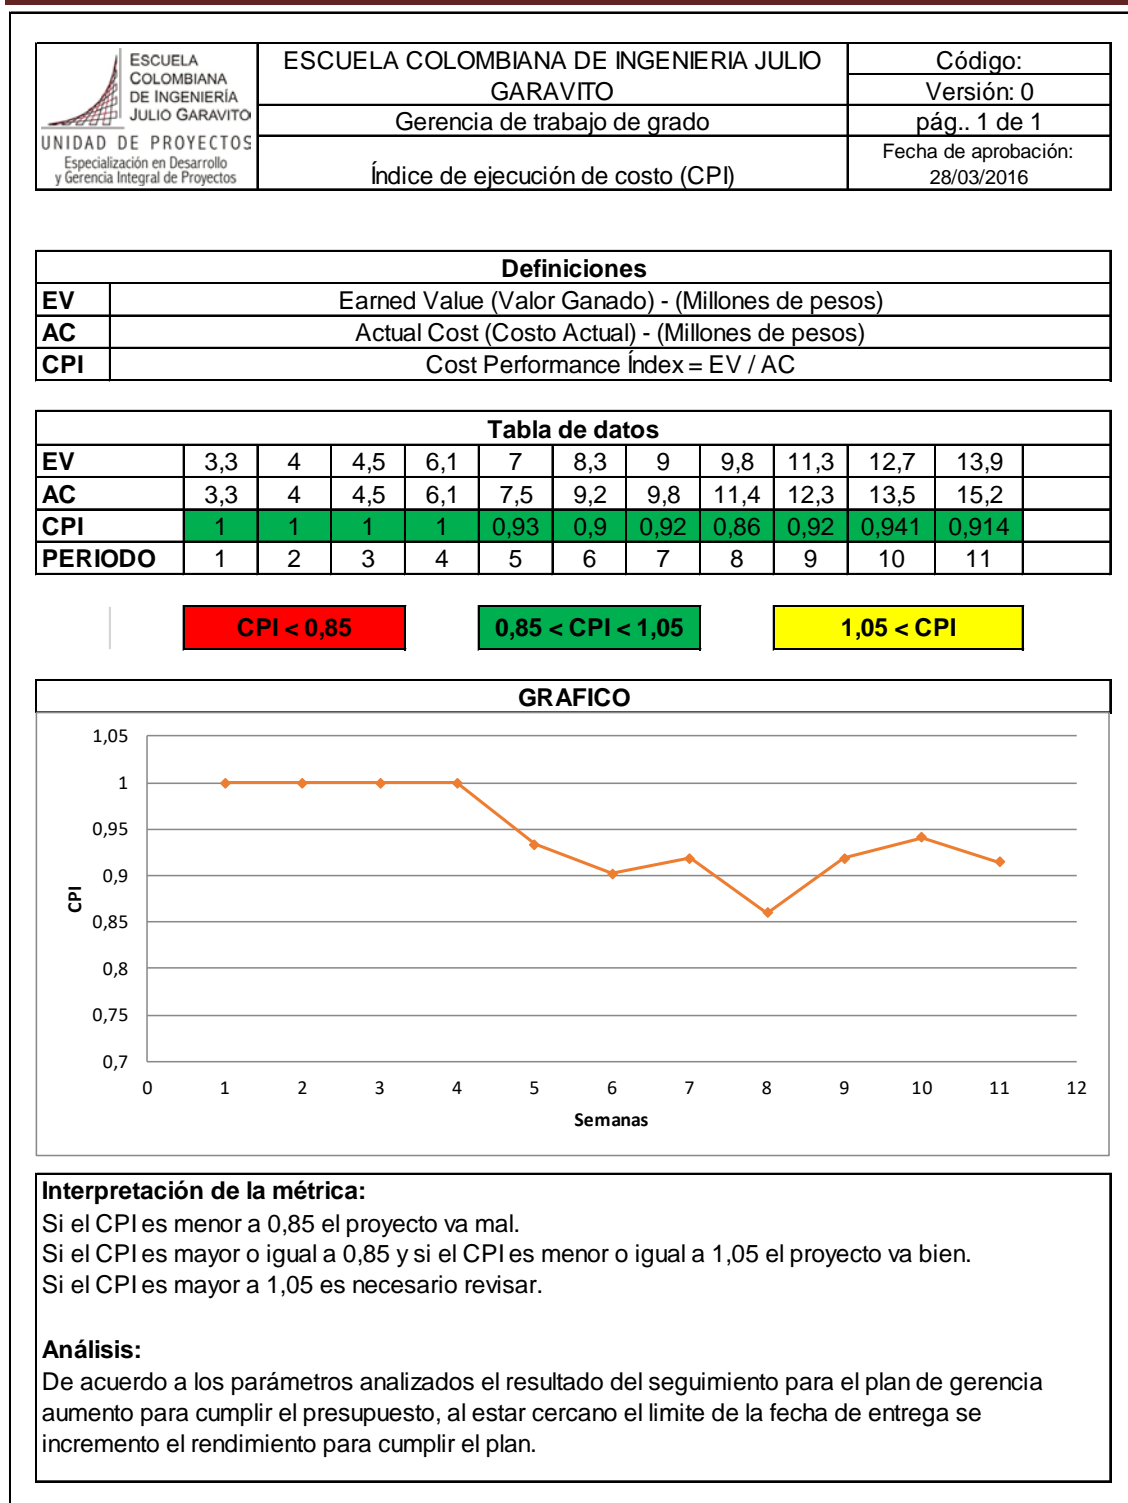 ESCUELA
COLOMBIANA
DE INGENIERÍA
JULIO GARAVITO
UNIDAD DE PROYECTOS
Especialización en Desarrollo
y Gerencia Integral de Proyectos
ESCUELA COLOMBIANA DE INGENIERIA JULIO
GARAVITO
Gerencia de trabajo de grado
Índice de ejecución de costo (CPI)
Código:
Versión: 0
pág.. 1 de 1
Fecha de aprobación:
28/03/2016
Definiciones
EV Earned Value (Valor Ganado) - (Millones de pesos)
AC Actual Cost (Costo Actual) - (Millones de pesos)
CPI Cost Performance Índex = EV / AC
Tabla de datos
EV 3,3 4 4,5 6,1 7 8,3 9 9,8 11,3 12,7 13,9
AC 3,3 4 4,5 6,1 7,5 9,2 9,8 11,4 12,3 13,5 15,2
CPI 1 1 1 1 0,93 0,9 0,92 0,86 0,92 0,941 0,914
PERIODO 1 2 3 4 5 6 7 8 9 10 11
CPI < 0,85 0,85 < CPI < 1,05 1,05 < CPI
GRAFICO
1,05
1
0,95
0,9
0,85
0,8
0,75
0,7
CPI
0 1 2 3 4 5 6 7 8 9 10 11 12
Semanas
Interpretación de la métrica:
Si el CPI es menor a 0,85 el proyecto va mal.
Si el CPI es mayor o igual a 0,85 y si el CPI es menor o igual a 1,05 el proyecto va bien.
Si el CPI es mayor a 1,05 es necesario revisar.
Análisis:
De acuerdo a los parámetros analizados el resultado del seguimiento para el plan de gerencia
aumento para cumplir el presupuesto, al estar cercano el limite de la fecha de entrega se
incremento el rendimiento para cumplir el plan.